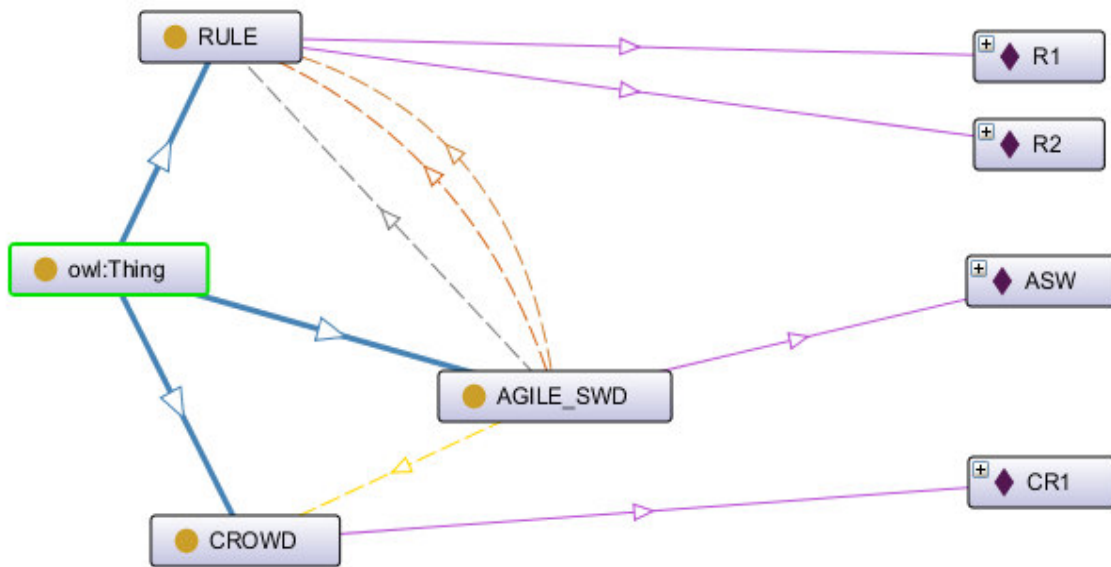 RULE
R1
R2
owl:Thing
ASW
AGILE_SWD
CR1
CROWD